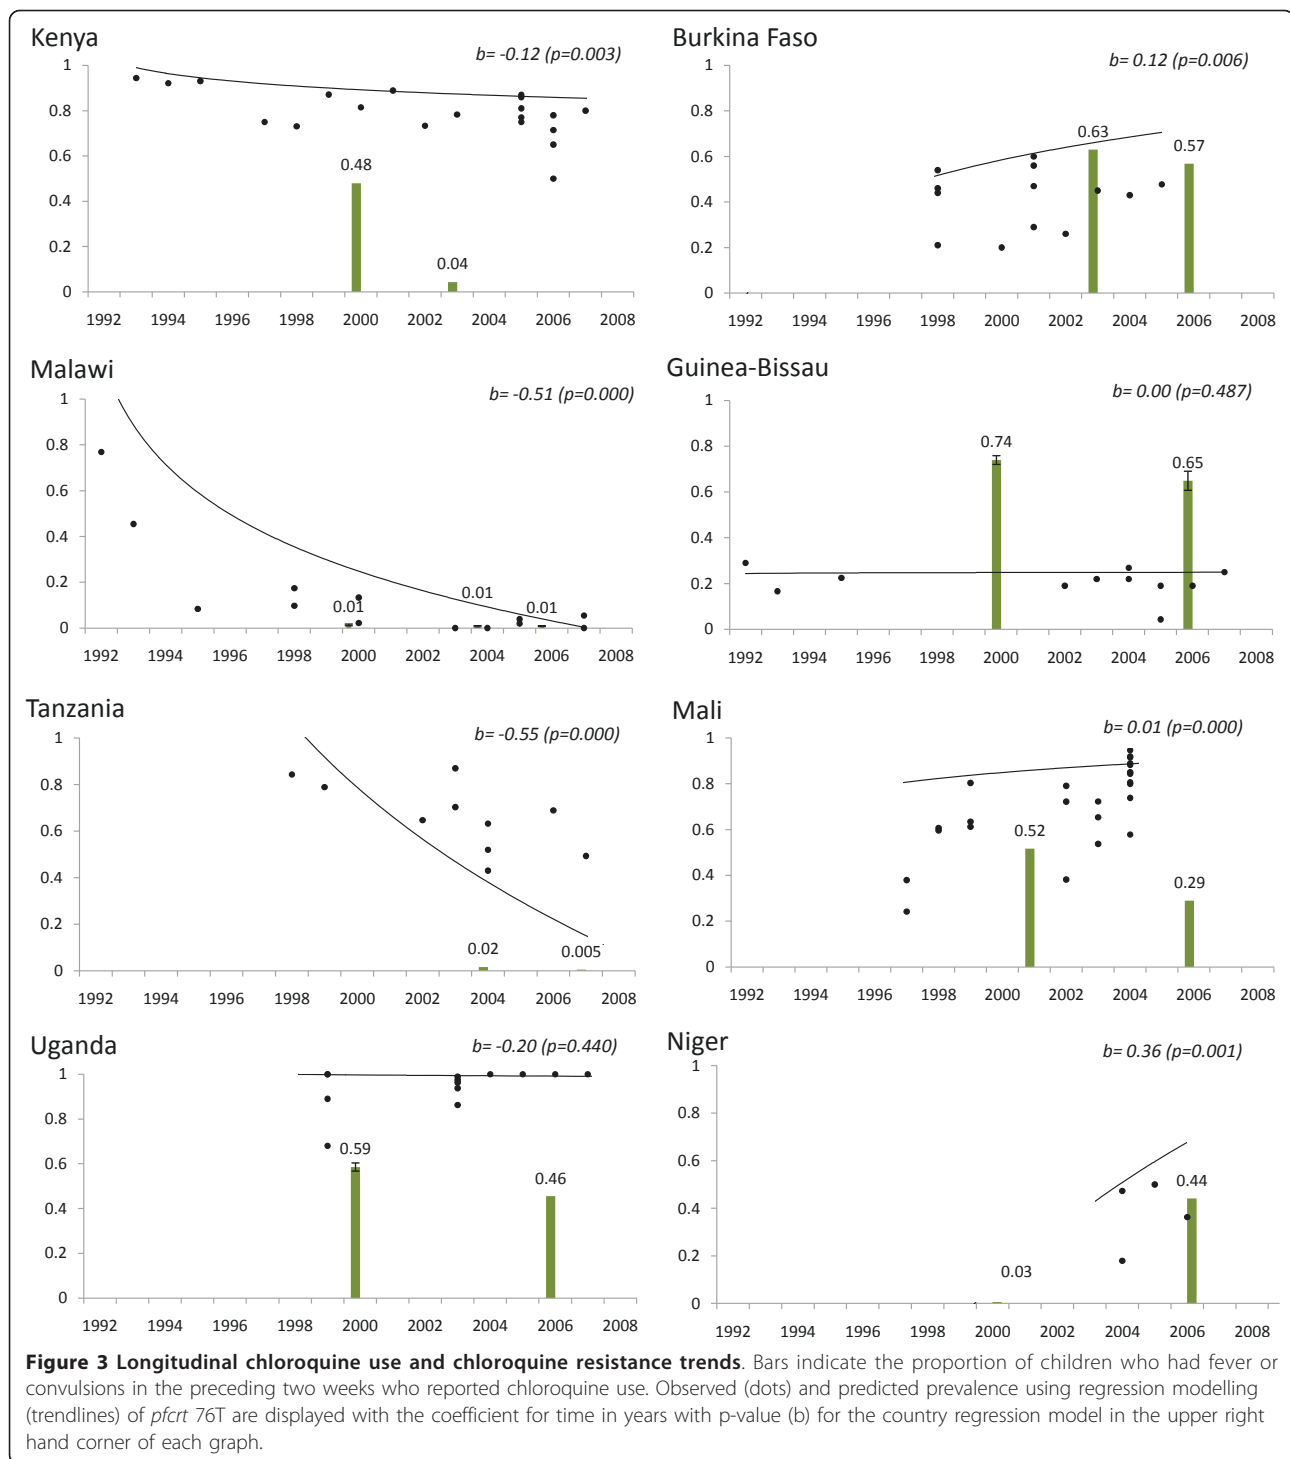 Kenya
b= -0.12 (p=0.003)
1
0.8
0.6
0.4
0.2
0
0.48
0.04
1992 1994 1996 1998 2000 2002 2004 2006 2008
Burkina Faso
b= 0.12 (p=0.006)
1
0.8
0.6
0.4
0.2
0
0.63
0.57
1992 1994 1996 1998 2000 2002 2004 2006 2008
Malawi
b= -0.51 (p=0.000)
1
0.8
0.6
0.4
0.2
0
0.01
0.01
0.01
1992 1994 1996 1998 2000 2002 2004 2006 2008
Guinea-Bissau
b= 0.00 (p=0.487)
1
0.8
0.6
0.4
0.2
0
0.74
0.65
1992 1994 1996 1998 2000 2002 2004 2006 2008
Tanzania
b= -0.55 (p=0.000)
1
0.8
0.6
0.4
0.2
0
0.02
0.005
1992 1994 1996 1998 2000 2002 2004 2006 2008
Mali
b= 0.01 (p=0.000)
1
0.8
0.6
0.4
0.2
0
0.52
0.29
1992 1994 1996 1998 2000 2002 2004 2006 2008
Uganda
b= -0.20 (p=0.440)
1
0.8
0.6
0.4
0.2
0
0.59
0.46
1992 1994 1996 1998 2000 2002 2004 2006 2008
Niger
b= 0.36 (p=0.001)
1
0.8
0.6
0.4
0.2
0
0.03
0.44
1992 1994 1996 1998 2000 2002 2004 2006 2008
Figure 3 Longitudinal chloroquine use and chloroquine resistance trends. Bars indicate the proportion of children who had fever or
convulsions in the preceding two weeks who reported chloroquine use. Observed (dots) and predicted prevalence using regression modelling
(trendlines) of pfcrt 76T are displayed with the coefficient for time in years with p-value (b) for the country regression model in the upper right
hand corner of each graph.